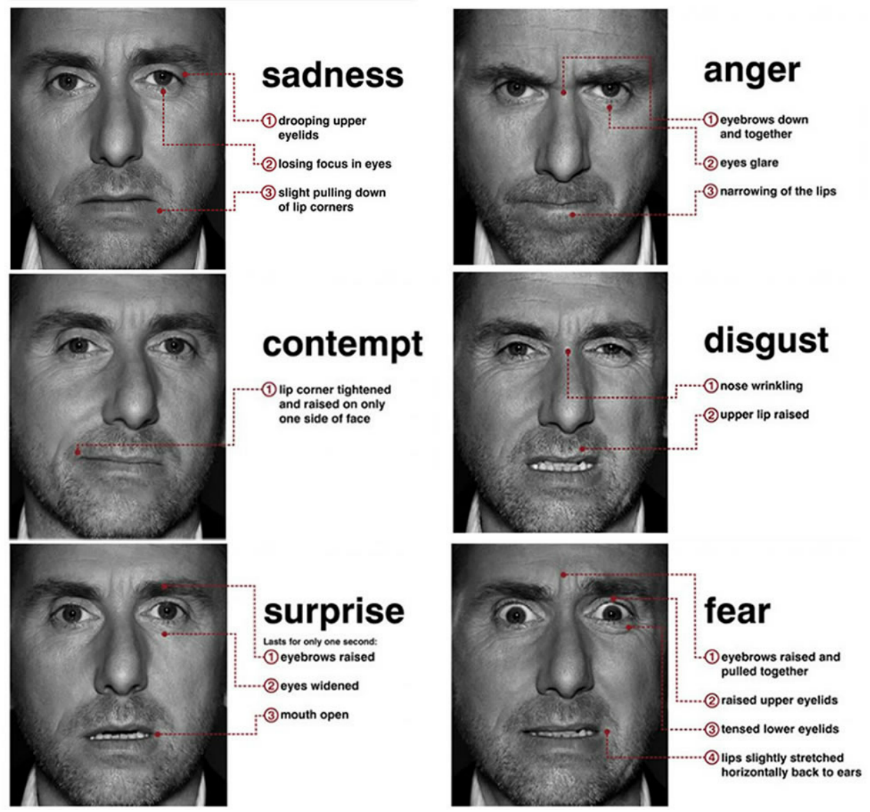 sadness
1 drooping upper
eyelids
2 losing focus in eyes
3 slight pulling down
of lip corners
anger
1 eyebrows down
and together
2 eyes glare
3 narrowing of the lips
contempt
1 lip corner tightened
and raised on only
one side of face
disgust
1 nose wrinkling
2 upper lip raised
surprise
Lasts for only one second:
1 eyebrows raised
2 eyes widened
3 mouth open
fear
1 eyebrows raised and
pulled together
2 raised upper eyelids
3 tensed lower eyelids
4 lips slightly stretched
horizontally back to ears